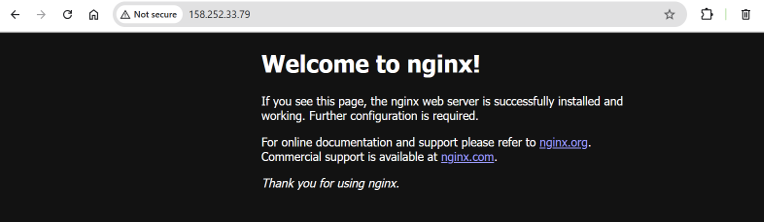 Not secure 158.252.33.79
Welcome to nginx!
If you see this page, the nginx web server is successfully installed and
working. Further configuration is required.
For online documentation and support please refer to nginx.org.
Commercial support is available at nginx.com.
Thank you for using nginx.